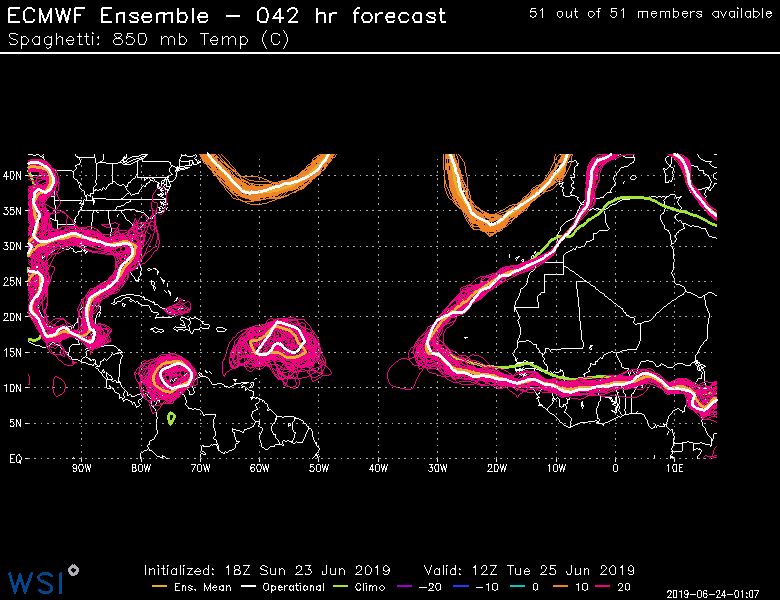 ECMWF Ensemble – 042 hr forecast
51 out of 51 members available
Spaghetti: 850 mb Temp (C)
40N
35N
30N
25N
20N
15N
10N
5N
EQ
90W 80W 70W 60W 50W 40W 30W 20W 10W 0 10E
Initialized: 18Z Sun 23 Jun 2019 Valid: 12Z Tue 25 Jun 2019
Ens. Mean Operational Climo -20 -10 0 10 20
WSI
2019-06-24-01:07